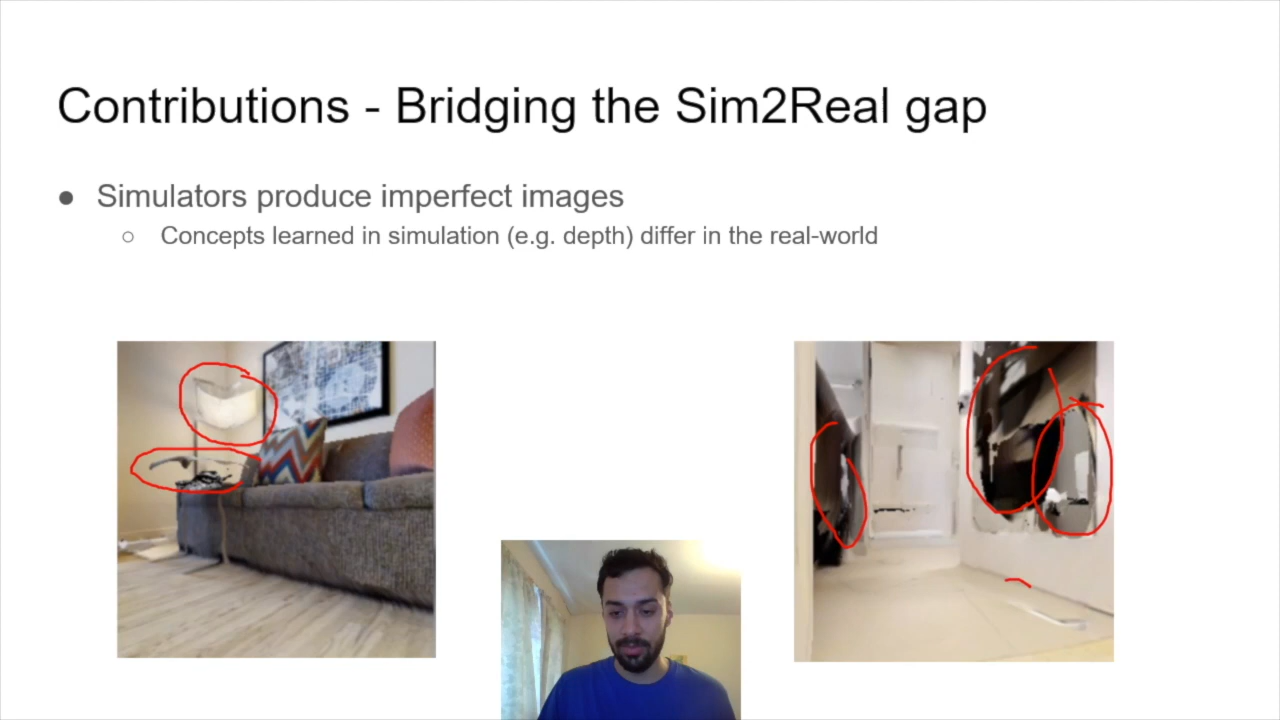 Contributions - Bridging the Sim2Real gap
● Simulators produce imperfect images
○ Concepts learned in simulation (e.g. depth) differ in the real-world